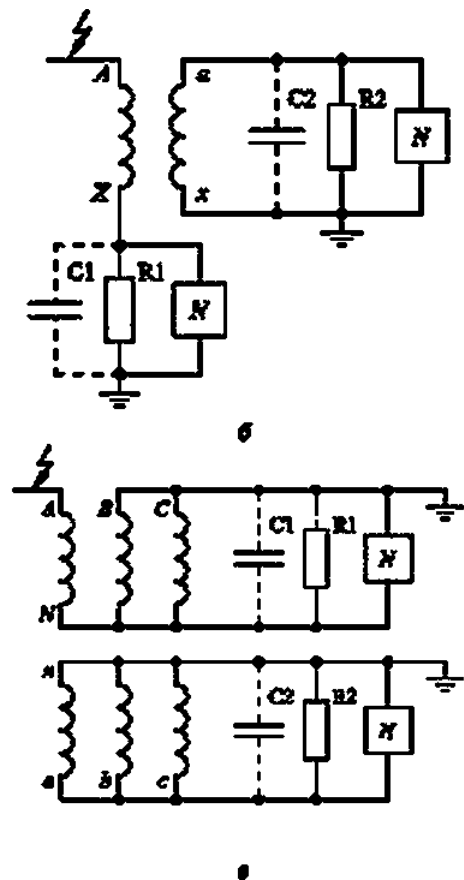 A a
C2 R2 N
X x
C1 R1 N
б
A B C
C1 R1 N
N
n
C2 R2 N
a b c
в